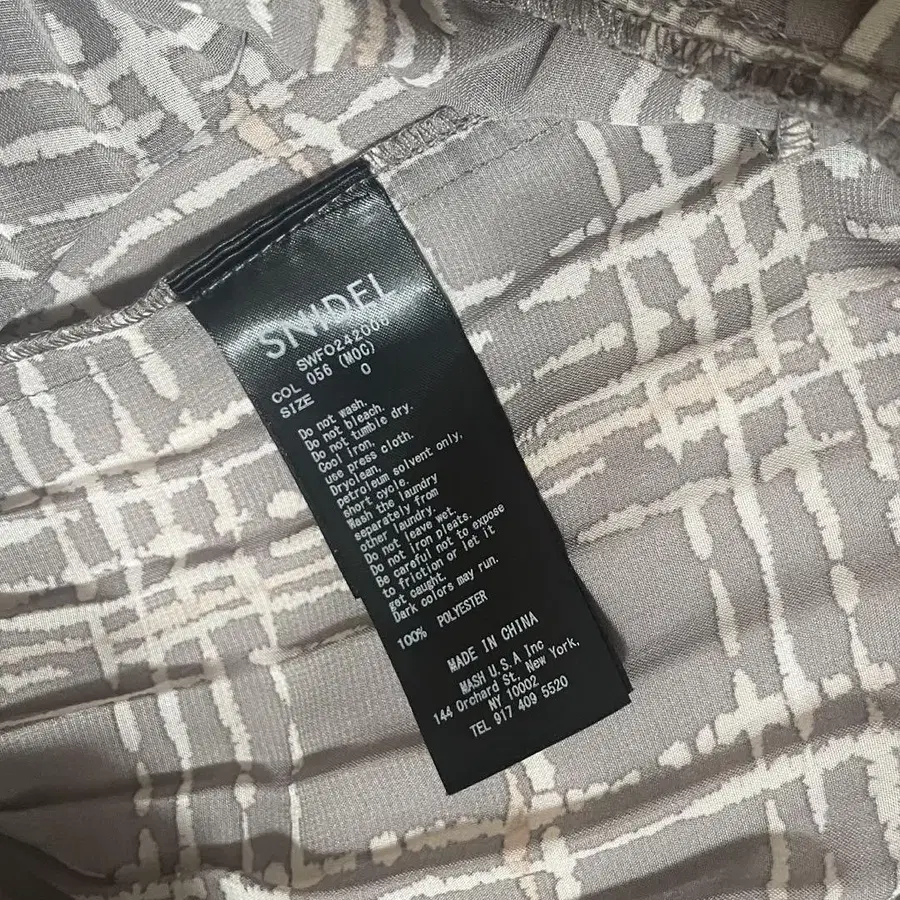 SNIDEL
SWFO242006
COL 056 (MOC)
SIZE 0
Do not wash.
Do not bleach.
Do not tumble dry.
Cool iron,
use press cloth.
Dryclean,
petroleum solvent only,
short cycle.
Wash the laundry
separately from
other laundry.
Do not leave wet.
Do not iron pleats.
Be careful not to expose
to friction or let it
get caught.
Dark colors may run.
100% POLYESTER
MADE IN CHINA
MASH U.S.A Inc
144 Orchard St. New York,
NY 10002
TEL 917 409 5520